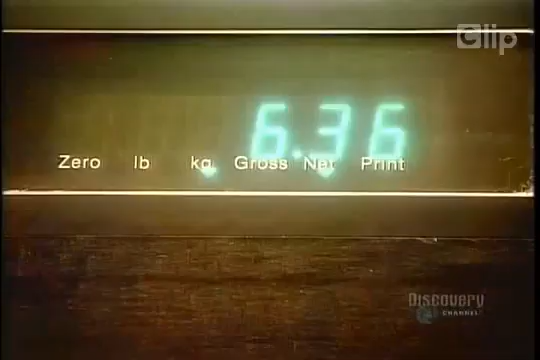 Clip
6.36
Zero lb kg Gross Net Print
Discovery
CHANNEL